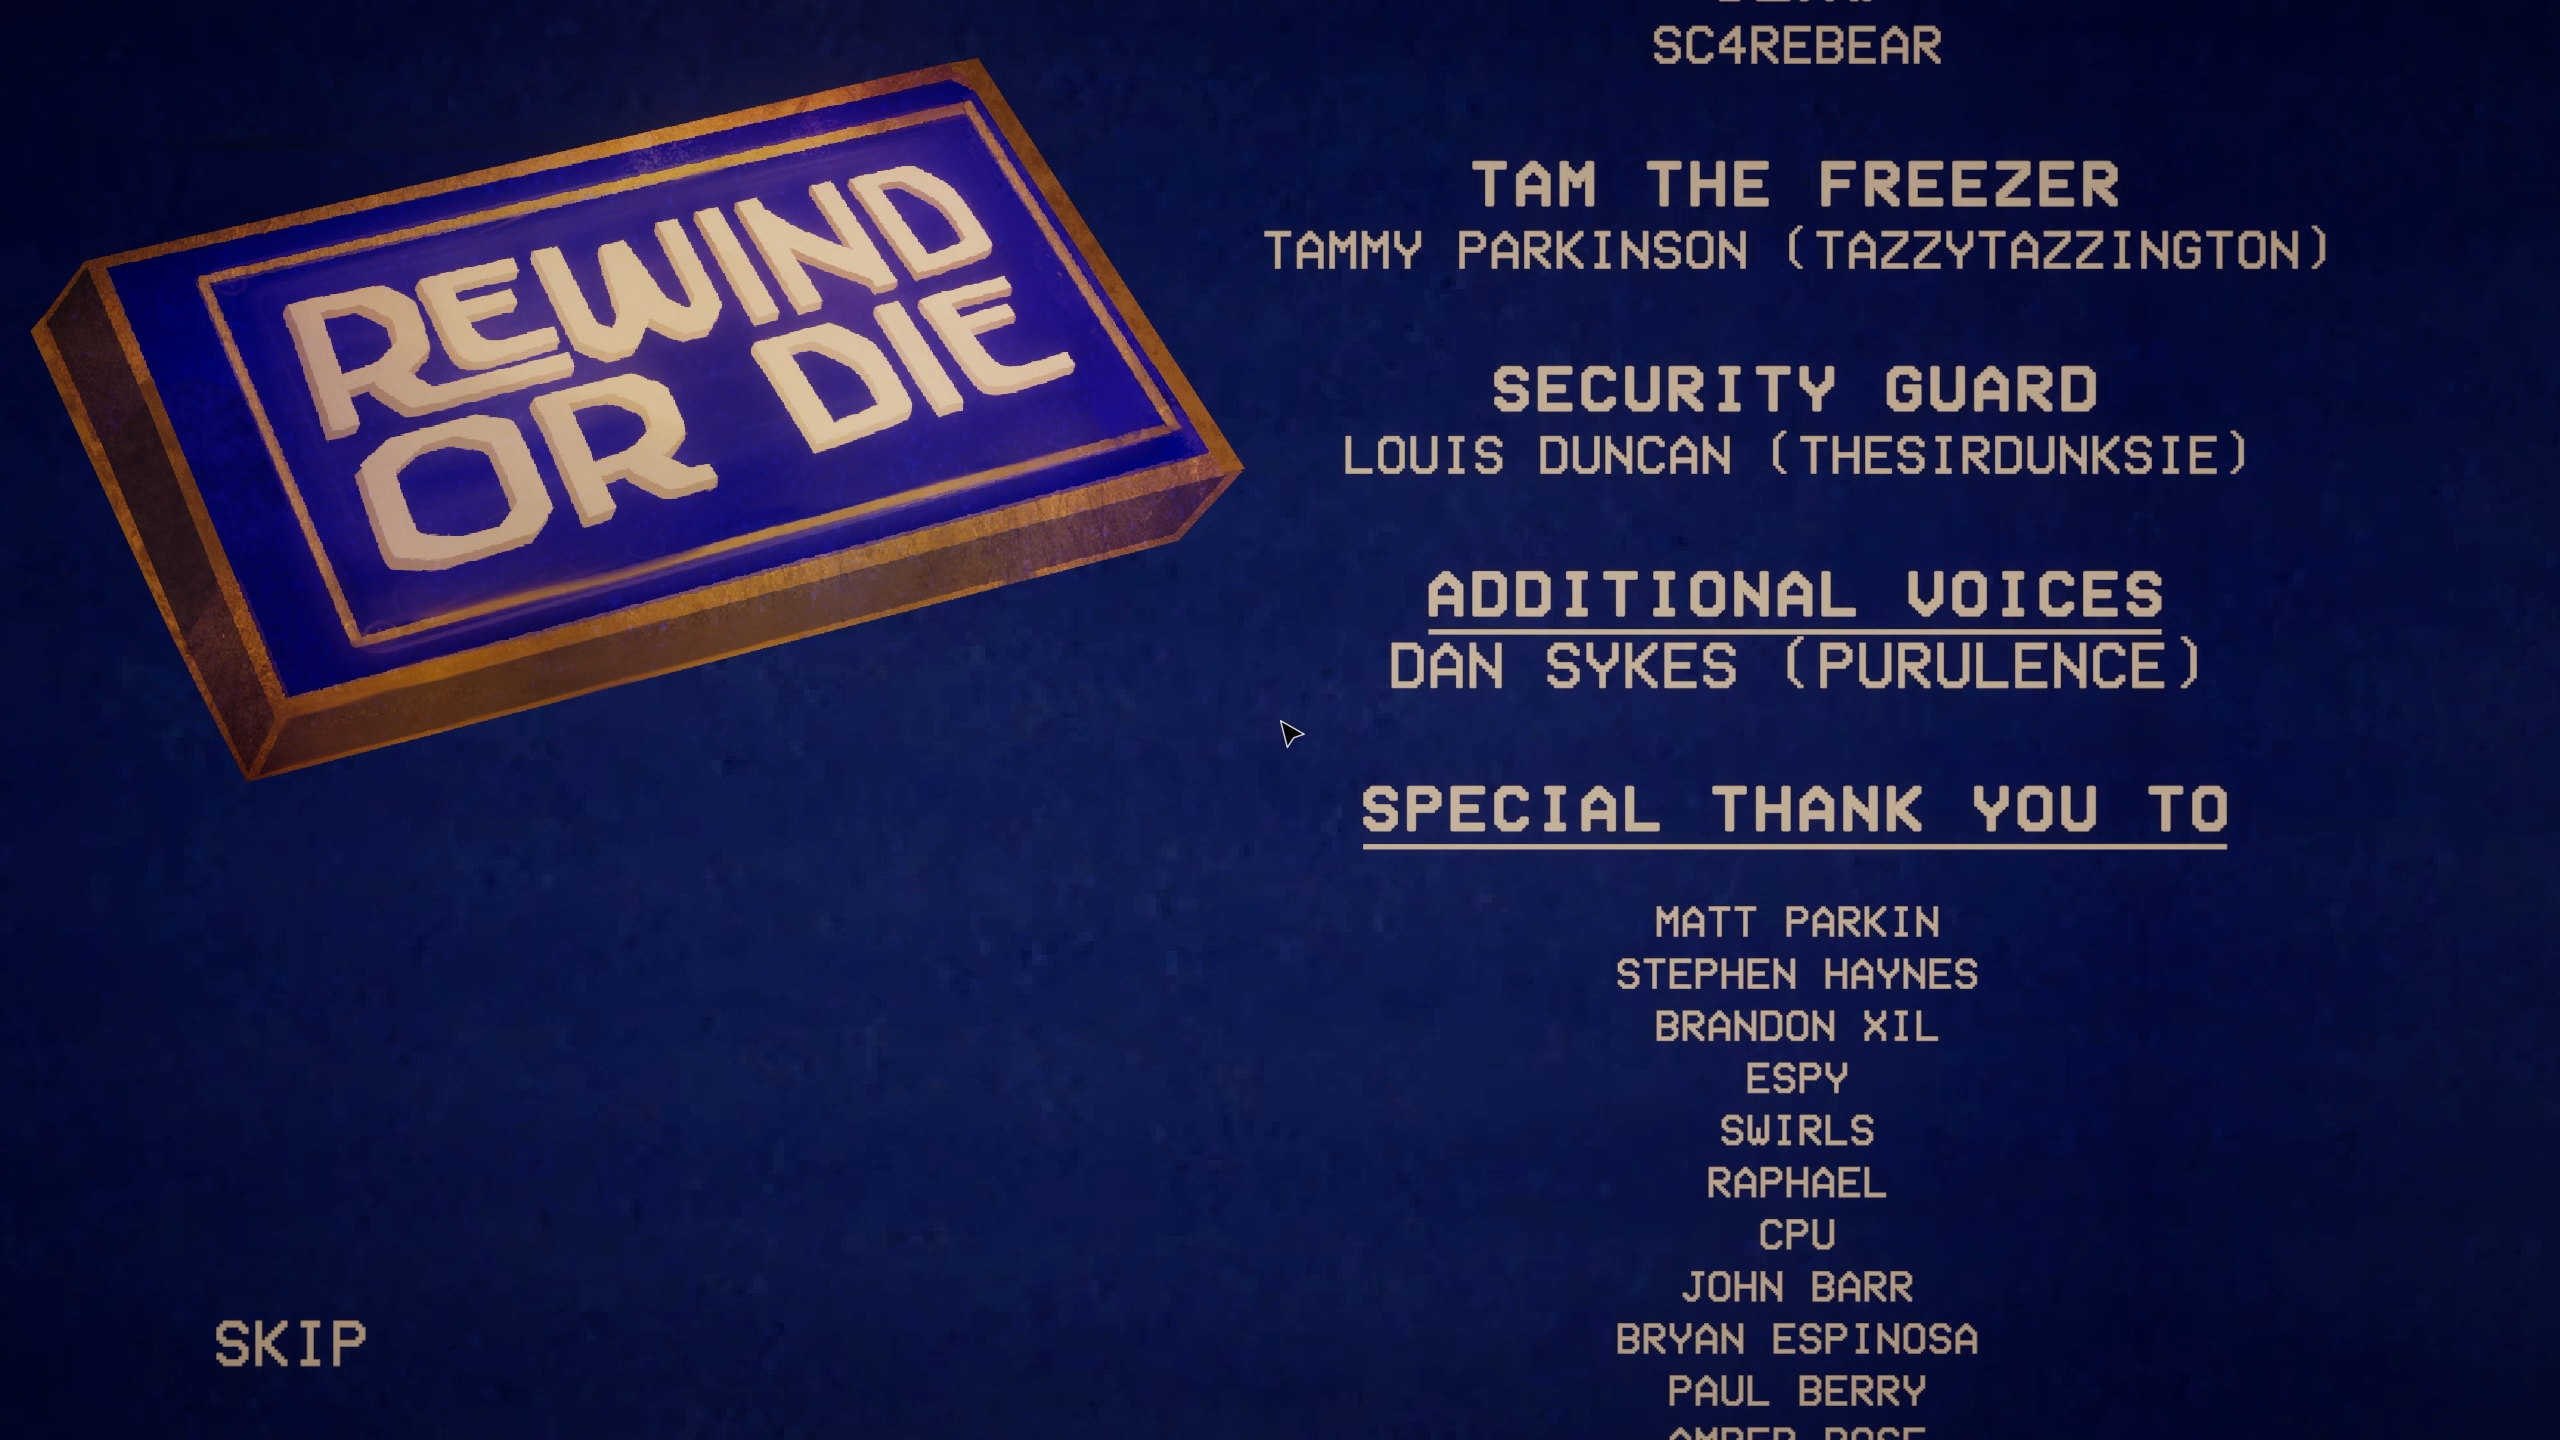 REWIND
OR DIE
SC4REBEAR
TAM THE FREEZER
TAMMY PARKINSON (TAZZYTAZZINGTON)
SECURITY GUARD
LOUIS DUNCAN (THESIRDUNKSIE)
ADDITIONAL VOICES
DAN SYKES (PURULENCE)
SPECIAL THANK YOU TO
MATT PARKIN
STEPHEN HAYNES
BRANDON XIL
ESPY
SWIRLS
RAPHAEL
CPU
JOHN BARR
BRYAN ESPINOSA
PAUL BERRY
SKIP